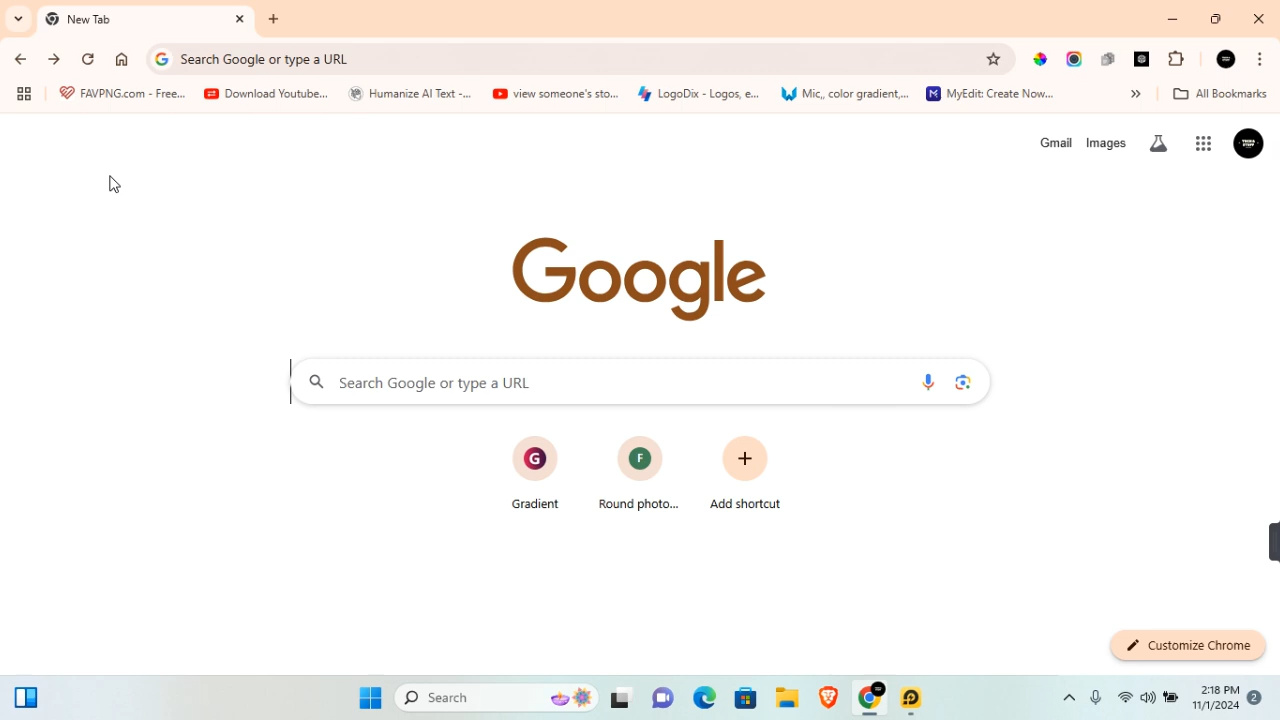 New Tab
Search Google or type a URL
FAVPNG.com - Free... Download Youtube... Humanize AI Text -... view someone's sto... LogoDix - Logos, e... Mic,, color gradient,... MyEdit: Create Now... All Bookmarks
Gmail Images
Google
Search Google or type a URL
G F
Gradient Round photo... Add shortcut
Customize Chrome
Search
2:18 PM
11/1/2024
2